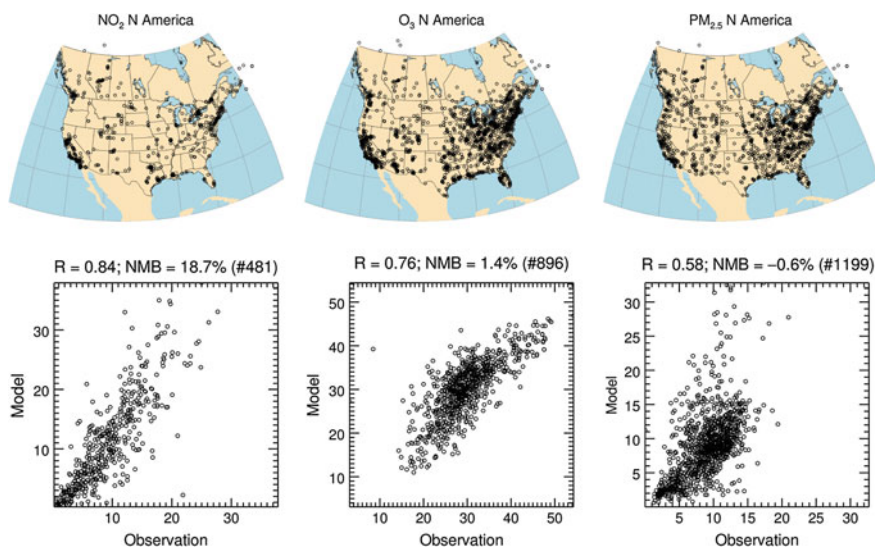 NO₂ N America
O₃ N America
PM₂.₅ N America
R = 0.84; NMB = 18.7% (#481)
R = 0.76; NMB = 1.4% (#896)
R = 0.58; NMB = −0.6% (#1199)
Model
30
20
10
10 20 30
Observation
Model
50
40
30
20
10
10 20 30 40 50
Observation
Model
30
25
20
15
10
5
5 10 15 20 25 30
Observation